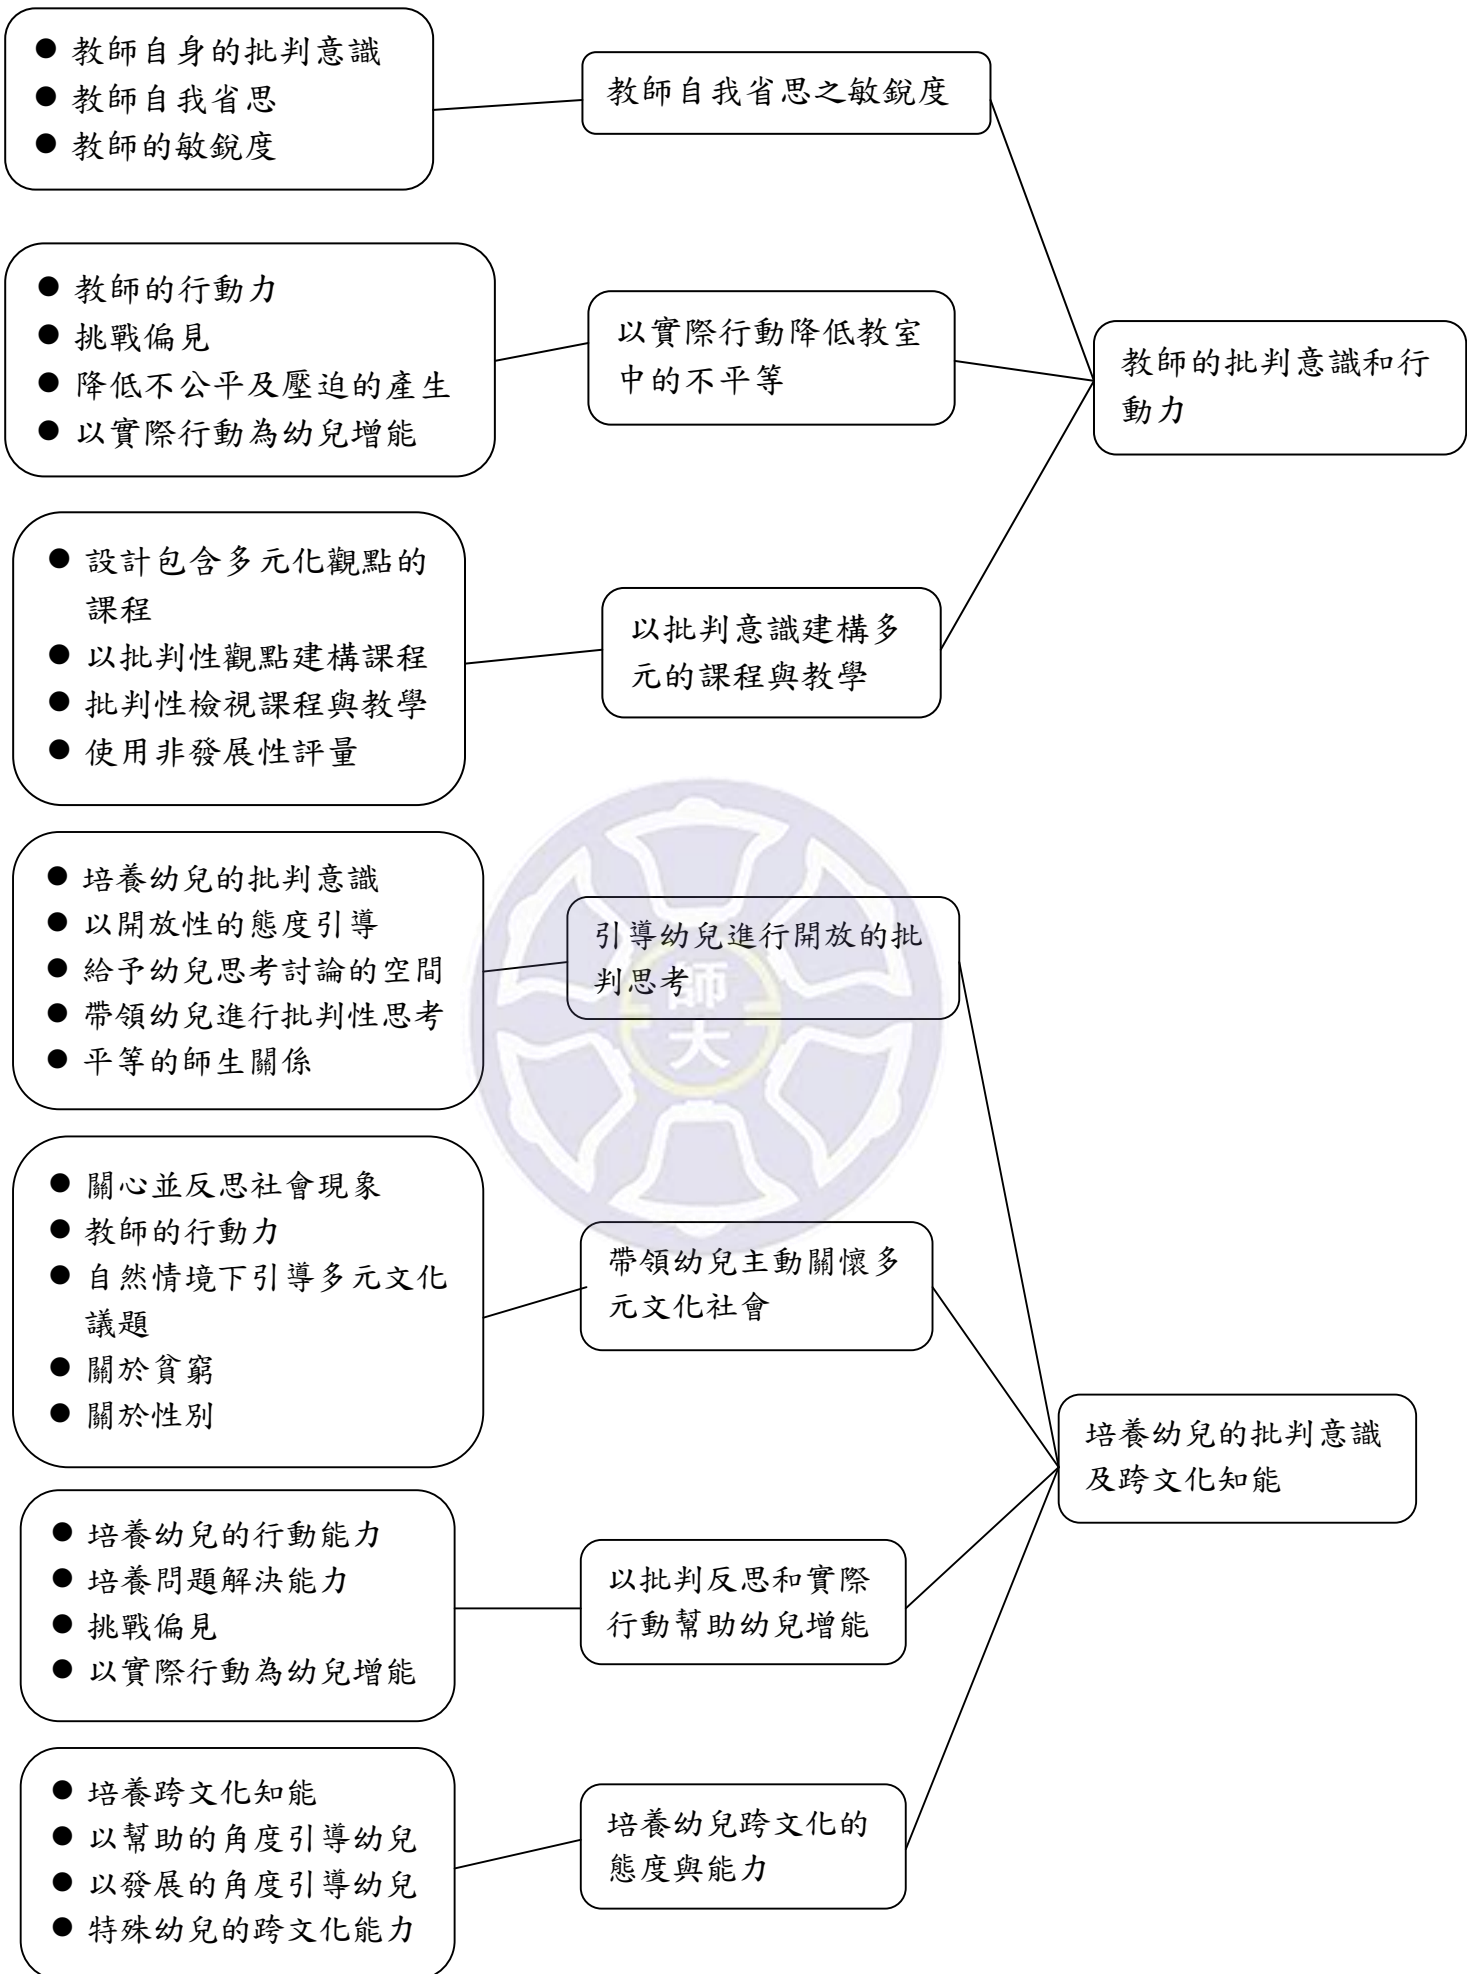 ● 教師自身的批判意識
● 教師自我省思
● 教師的敏銳度
教師自我省思之敏銳度
● 教師的行動力
● 挑戰偏見
● 降低不公平及壓迫的產生
● 以實際行動為幼兒增能
以實際行動降低教室
中的不平等
教師的批判意識和行
動力
● 設計包含多元化觀點的
課程
● 以批判性觀點建構課程
● 批判性檢視課程與教學
● 使用非發展性評量
以批判意識建構多
元的課程與教學
● 培養幼兒的批判意識
● 以開放性的態度引導
● 給予幼兒思考討論的空間
● 帶領幼兒進行批判性思考
● 平等的師生關係
引導幼兒進行開放的批
判思考
師
大
● 關心並反思社會現象
● 教師的行動力
● 自然情境下引導多元文化
議題
● 關於貧窮
● 關於性別
帶領幼兒主動關懷多
元文化社會
培養幼兒的批判意識
及跨文化知能
● 培養幼兒的行動能力
● 培養問題解決能力
● 挑戰偏見
● 以實際行動為幼兒增能
以批判反思和實際
行動幫助幼兒增能
● 培養跨文化知能
● 以幫助的角度引導幼兒
● 以發展的角度引導幼兒
● 特殊幼兒的跨文化能力
培養幼兒跨文化的
態度與能力